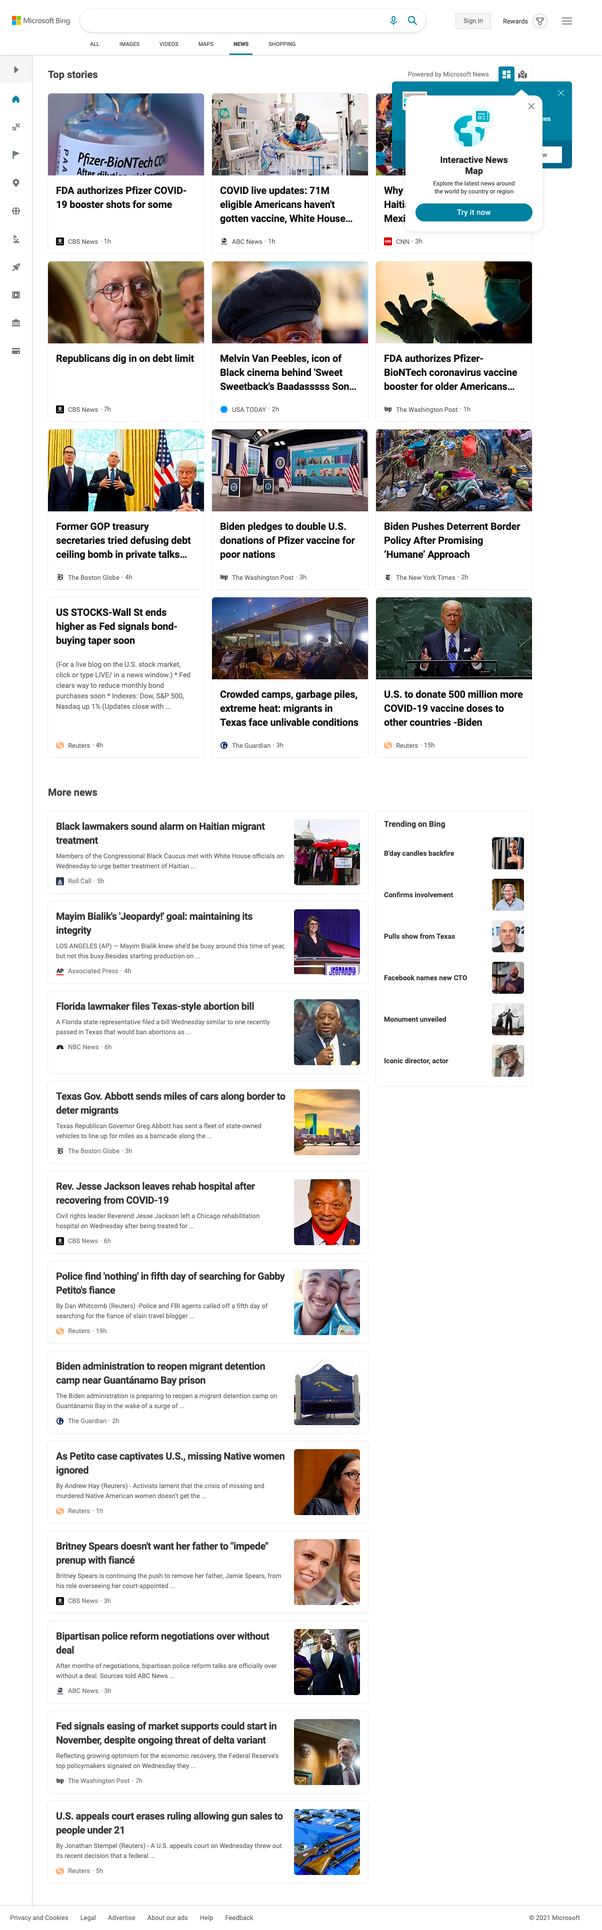 Microsoft Bing
Sign in
Rewards
ALL
IMAGES
VIDEOS
MAPS
NEWS
SHOPPING
Top stories
Powered by Microsoft News
Interactive News
Map
Explore the latest news around
the world by country or region
Try it now
Pfizer-BioNTech COV
After dilution
FDA authorizes Pfizer COVID-
19 booster shots for some
CBS News · 1h
COVID live updates: 71M
eligible Americans haven't
gotten vaccine, White House...
ABC News · 1h
Why
Haiti
Mexi
CNN · 3h
Republicans dig in on debt limit
CBS News · 7h
Melvin Van Peebles, icon of
Black cinema behind 'Sweet
Sweetback's Baadasssss Son...
USA TODAY · 2h
FDA authorizes Pfizer-
BioNTech coronavirus vaccine
booster for older Americans...
The Washington Post · 1h
Former GOP treasury
secretaries tried defusing debt
ceiling bomb in private talks...
The Boston Globe · 4h
Biden pledges to double U.S.
donations of Pfizer vaccine for
poor nations
The Washington Post · 3h
Biden Pushes Deterrent Border
Policy After Promising
‘Humane’ Approach
The New York Times · 2h
US STOCKS-Wall St ends
higher as Fed signals bond-
buying taper soon
(For a live blog on the U.S. stock market,
click or type LIVE/ in a news window.) * Fed
clears way to reduce monthly bond
purchases soon * Indexes: Dow, S&P 500,
Nasdaq up 1% (Updates close with ...
Reuters · 4h
Crowded camps, garbage piles,
extreme heat: migrants in
Texas face unlivable conditions
The Guardian · 3h
U.S. to donate 500 million more
COVID-19 vaccine doses to
other countries -Biden
Reuters · 15h
More news
Black lawmakers sound alarm on Haitian migrant
treatment
Members of the Congressional Black Caucus met with White House officials on
Wednesday to urge better treatment of Haitian ...
Roll Call · 5h
Mayim Bialik's 'Jeopardy!' goal: maintaining its
integrity
LOS ANGELES (AP) — Mayim Bialik knew she'd be busy around this time of year,
but not this busy.Besides starting production on ...
AP Associated Press · 4h
JEOPARDY!
Florida lawmaker files Texas-style abortion bill
A Florida state representative filed a bill Wednesday similar to one recently
passed in Texas that would ban abortions as ...
NBC News · 6h
Texas Gov. Abbott sends miles of cars along border to
deter migrants
Texas Republican Governor Greg Abbott has sent a fleet of state-owned
vehicles to line up for miles as a barricade along the ...
The Boston Globe · 3h
Rev. Jesse Jackson leaves rehab hospital after
recovering from COVID-19
Civil rights leader Reverend Jesse Jackson left a Chicago rehabilitation
hospital on Wednesday after being treated for ...
CBS News · 6h
Police find 'nothing' in fifth day of searching for Gabby
Petito's fiance
By Dan Whitcomb (Reuters) -Police and FBI agents called off a fifth day of
searching for the fiance of slain travel blogger ...
Reuters · 19h
Biden administration to reopen migrant detention
camp near Guantánamo Bay prison
The Biden administration is preparing to reopen a migrant detention camp on
Guantánamo Bay in the wake of a surge of ...
The Guardian · 2h
As Petito case captivates U.S., missing Native women
ignored
By Andrew Hay (Reuters) - Activists lament that the crisis of missing and
murdered Native American women doesn't get the ...
Reuters · 1h
Britney Spears doesn't want her father to "impede"
prenup with fiancé
Britney Spears is continuing the push to remove her father, Jamie Spears, from
his role overseeing her court-appointed ...
CBS News · 3h
Bipartisan police reform negotiations over without
deal
After months of negotiations, bipartisan police reform talks are officially over
without a deal. Sources told ABC News ...
ABC News · 3h
Fed signals easing of market supports could start in
November, despite ongoing threat of delta variant
Reflecting growing optimism for the economic recovery, the Federal Reserve's
top policymakers signaled on Wednesday they ...
The Washington Post · 7h
U.S. appeals court erases ruling allowing gun sales to
people under 21
By Jonathan Stempel (Reuters) - A U.S. appeals court on Wednesday threw out
its recent decision that a federal ...
Reuters · 5h
Trending on Bing
B'day candles backfire
Confirms involvement
Pulls show from Texas
Facebook names new CTO
Monument unveiled
Iconic director, actor
Privacy and Cookies
Legal
Advertise
About our ads
Help
Feedback
© 2021 Microsoft